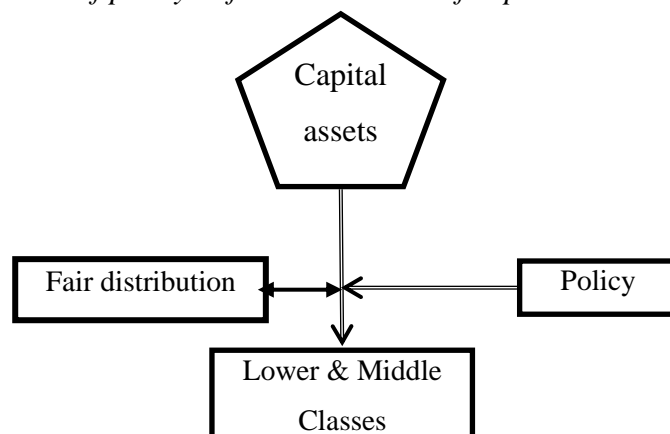 Capital
assets
Fair distribution
Policy
Lower & Middle
Classes